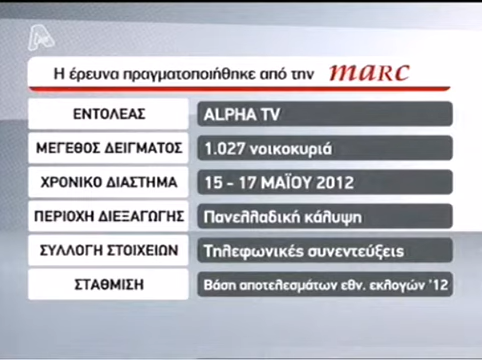 Η έρευνα πραγματοποιήθηκε από την marc
ΕΝΤΟΛΕΑΣ ALPHA TV
ΜΕΓΕΘΟΣ ΔΕΙΓΜΑΤΟΣ 1.027 νοικοκυριά
ΧΡΟΝΙΚΟ ΔΙΑΣΤΗΜΑ 15 - 17 ΜΑΪΟΥ 2012
ΠΕΡΙΟΧΗ ΔΙΕΞΑΓΩΓΗΣ Πανελλαδική κάλυψη
ΣΥΛΛΟΓΗ ΣΤΟΙΧΕΙΩΝ Τηλεφωνικές συνεντεύξεις
ΣΤΑΘΜΙΣΗ Βάση αποτελεσμάτων εθν. εκλογών '12